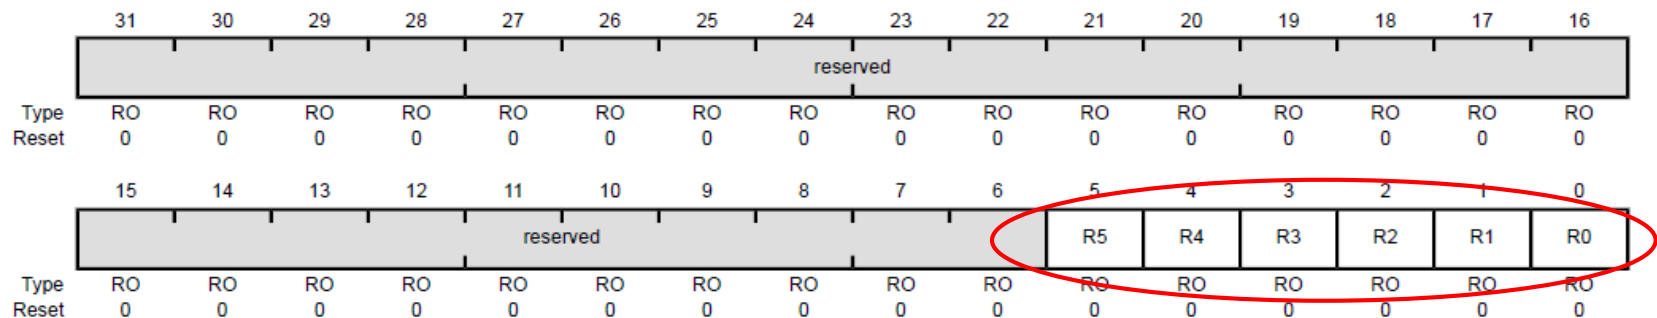 31 30 29 28 27 26 25 24 23 22 21 20 19 18 17 16
reserved
Type RO RO RO RO RO RO RO RO RO RO RO RO RO RO RO RO
Reset 0 0 0 0 0 0 0 0 0 0 0 0 0 0 0 0
15 14 13 12 11 10 9 8 7 6 5 4 3 2 1 0
reserved R5 R4 R3 R2 R1 R0
Type RO RO RO RO RO RO RO RO RO RO RO RO RO RO RO RO
Reset 0 0 0 0 0 0 0 0 0 0 0 0 0 0 0 0